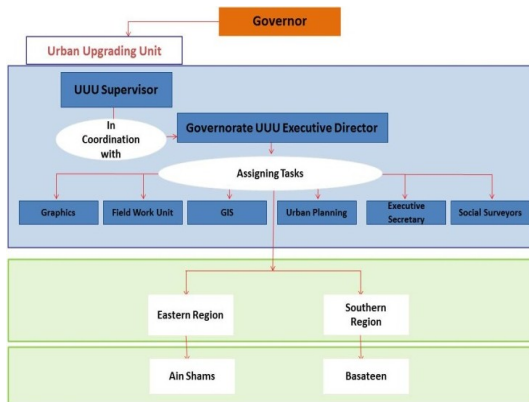 Governor
Urban Upgrading Unit
UUU Supervisor
In
Coordination
with
Governorate UUU Executive Director
Assigning Tasks
Graphics
Field Work Unit
GIS
Urban Planning
Executive
Secretary
Social Surveyors
Eastern Region
Southern
Region
Ain Shams
Basateen